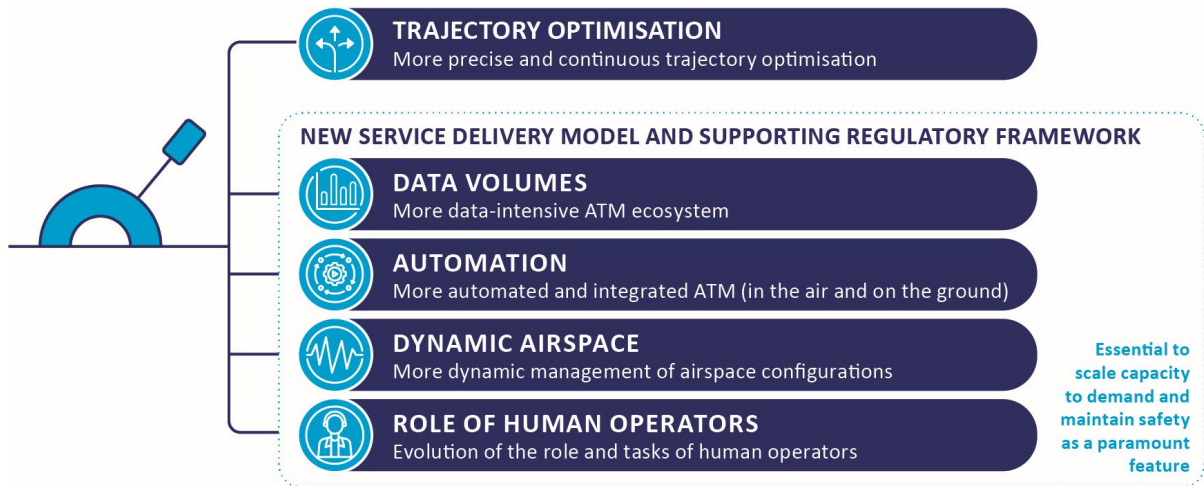 TRAJECTORY OPTIMISATION
More precise and continuous trajectory optimisation
NEW SERVICE DELIVERY MODEL AND SUPPORTING REGULATORY FRAMEWORK
DATA VOLUMES
More data-intensive ATM ecosystem
AUTOMATION
More automated and integrated ATM (in the air and on the ground)
DYNAMIC AIRSPACE
More dynamic management of airspace configurations
ROLE OF HUMAN OPERATORS
Evolution of the role and tasks of human operators
Essential to
scale capacity
to demand and
maintain safety
as a paramount
feature